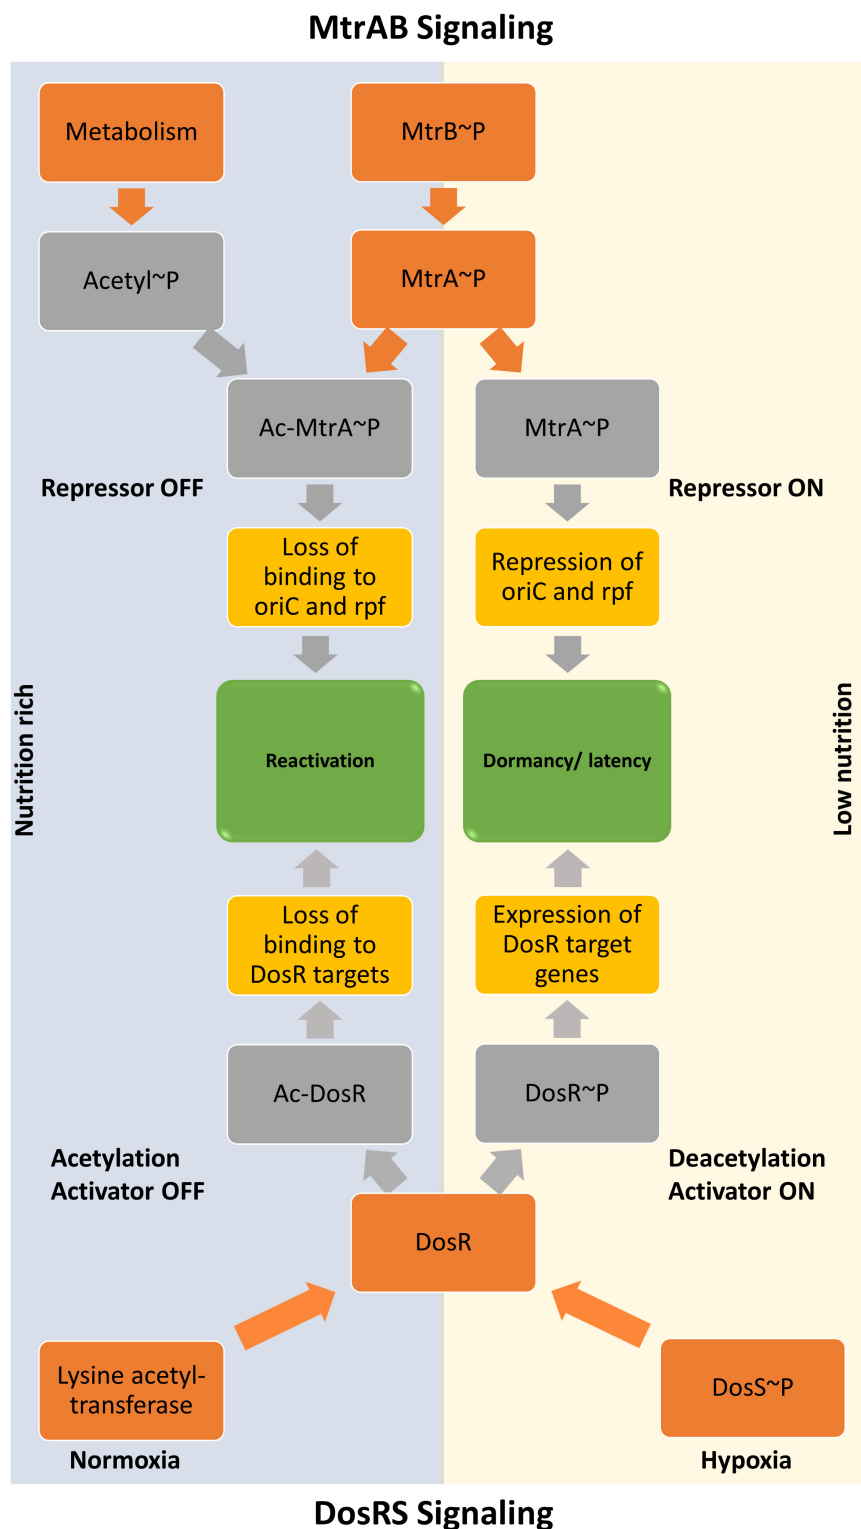 MtrAB Signaling
Metabolism
MtrB~P
Acetyl~P
MtrA~P
Ac-MtrA~P
MtrA~P
Repressor OFF
Repressor ON
Loss of
binding to
oriC and rpf
Repression of
oriC and rpf
Nutrition rich
Reactivation
Dormancy/ latency
Low nutrition
Loss of
binding to
DosR targets
Expression of
DosR target
genes
Ac-DosR
DosR~P
Acetylation
Activator OFF
Deacetylation
Activator ON
DosR
Lysine acetyl-
transferase
DosS~P
Normoxia
Hypoxia
DosRS Signaling